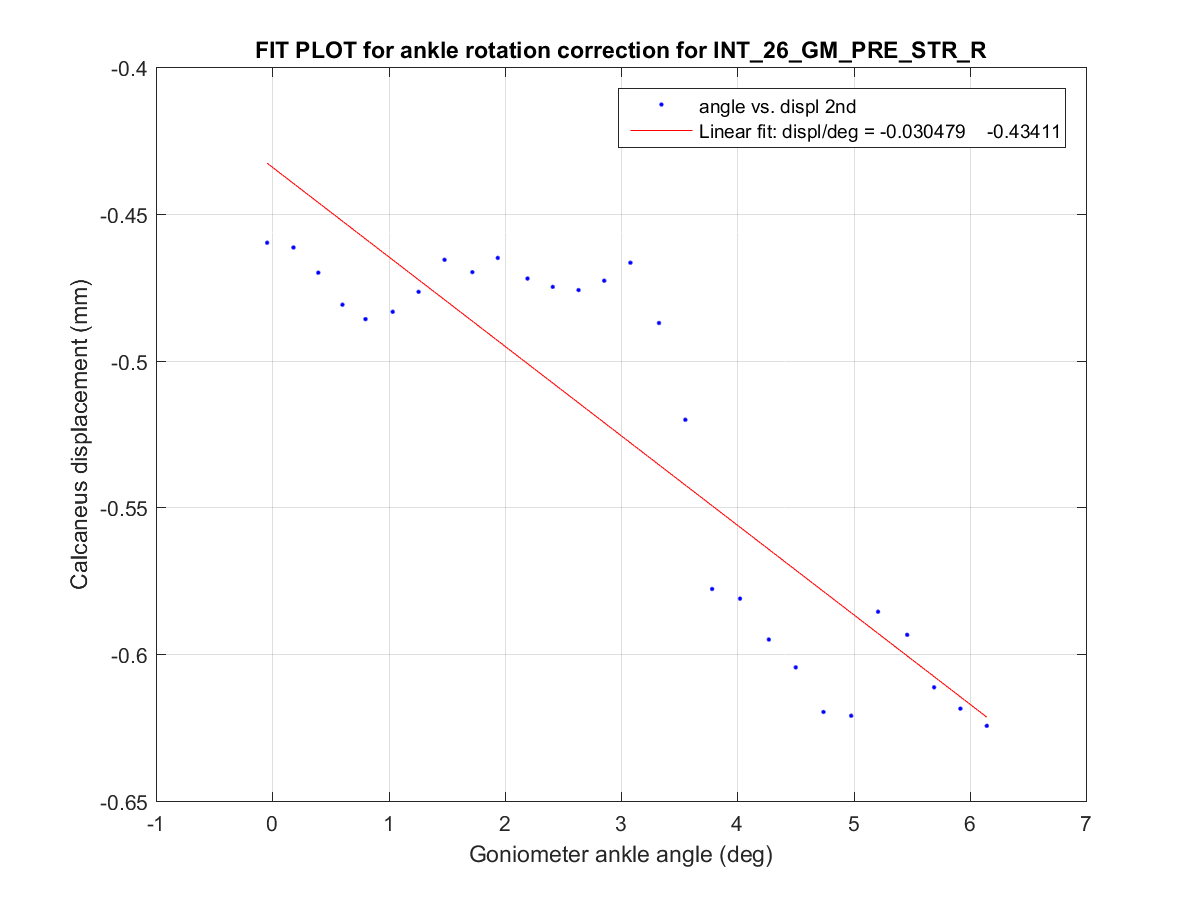 FIT PLOT for ankle rotation correction for INT_26_GM_PRE_STR_R
angle vs. displ 2nd
Linear fit: displ/deg = -0.030479 -0.43411
-0.4
-0.45
-0.5
-0.55
-0.6
-0.65
Calcaneus displacement (mm)
-1 0 1 2 3 4 5 6 7
Goniometer ankle angle (deg)